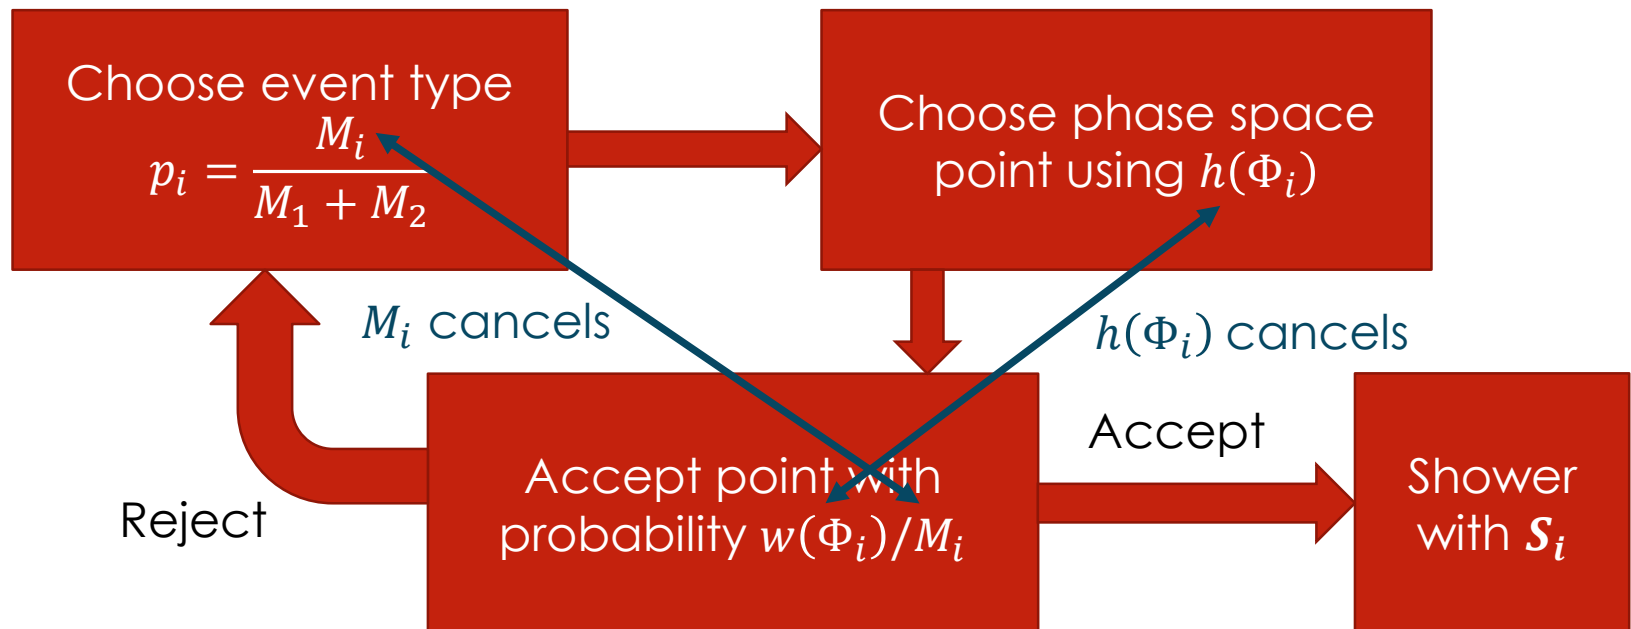 Choose event type
p_i = M_i / (M_1 + M_2)
Choose phase space
point using h(Φ_i)
M_i cancels
h(Φ_i) cancels
Accept point with
probability w(Φ_i)/M_i
Reject
Accept
Shower
with S_i